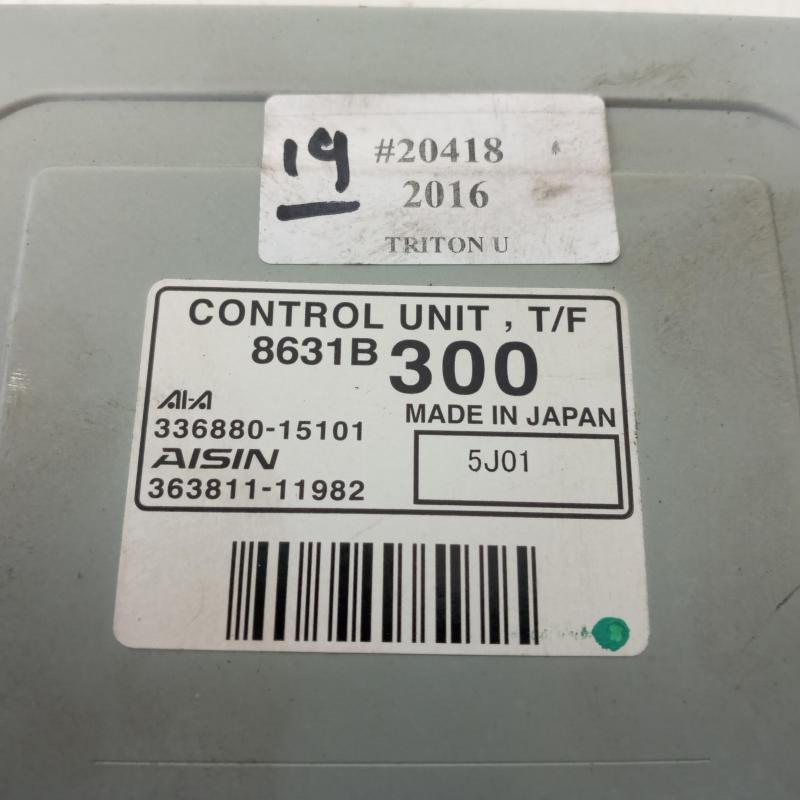 19 #20418
2016
TRITON U
CONTROL UNIT , T/F
8631B 300
AI-A
MADE IN JAPAN
336880-15101
AISIN
5J01
363811-11982